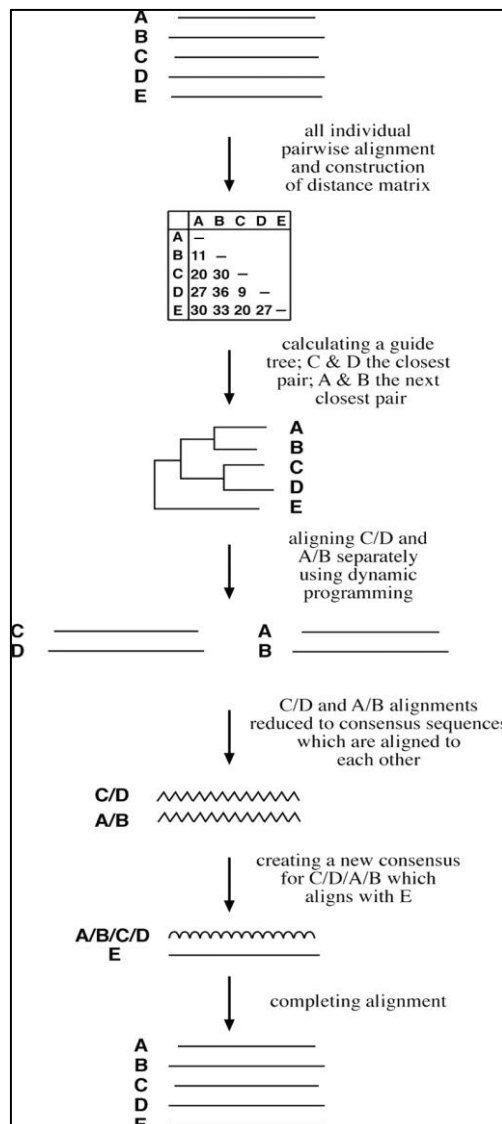 A
B
C
D
E
all individual
pairwise alignment
and construction
of distance matrix
A B C D E
A –
B 11 –
C 20 30 –
D 27 36 9 –
E 30 33 20 27 –
calculating a guide
tree; C & D the closest
pair; A & B the next
closest pair
A
B
C
D
E
aligning C/D and
A/B separately
using dynamic
programming
C A
D B
C/D and A/B alignments
reduced to consensus sequences
which are aligned to
each other
C/D
A/B
creating a new consensus
for C/D/A/B which
aligns with E
A/B/C/D
E
completing alignment
A
B
C
D
E